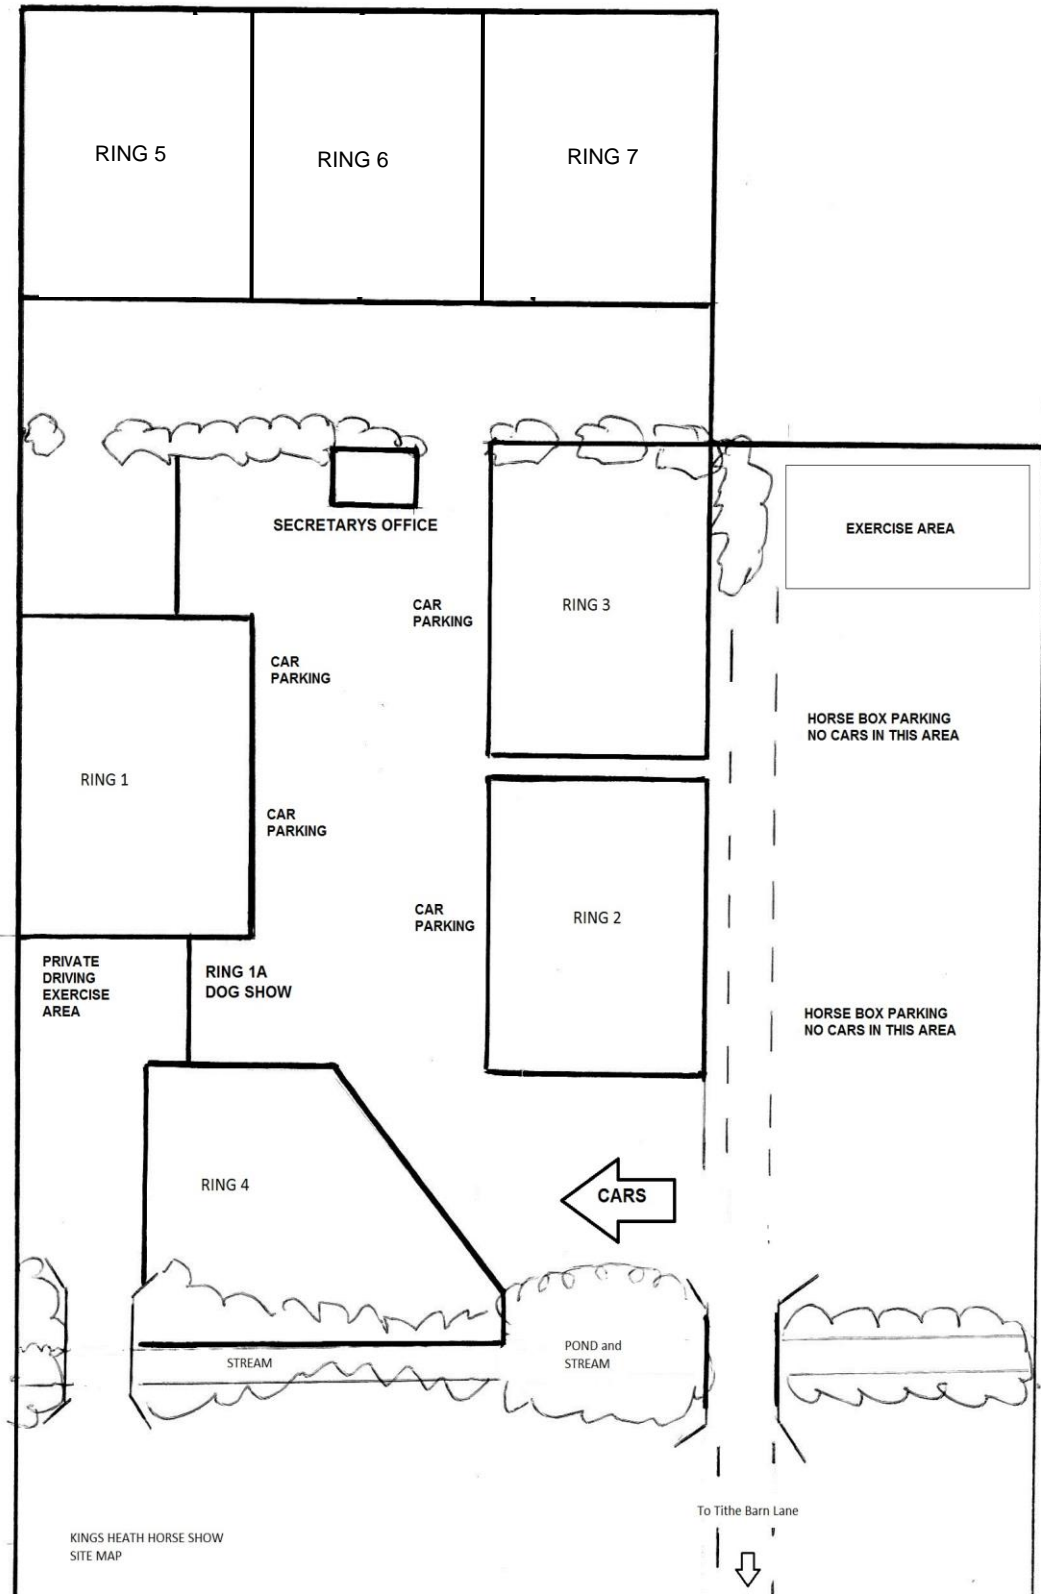 RING 5
RING 6
RING 7
SECRETARYS OFFICE
EXERCISE AREA
CAR
PARKING
RING 3
CAR
PARKING
HORSE BOX PARKING
NO CARS IN THIS AREA
RING 1
CAR
PARKING
CAR
PARKING
RING 2
PRIVATE
DRIVING
EXERCISE
AREA
RING 1A
DOG SHOW
HORSE BOX PARKING
NO CARS IN THIS AREA
RING 4
CARS
STREAM
POND and
STREAM
To Tithe Barn Lane
KINGS HEATH HORSE SHOW
SITE MAP